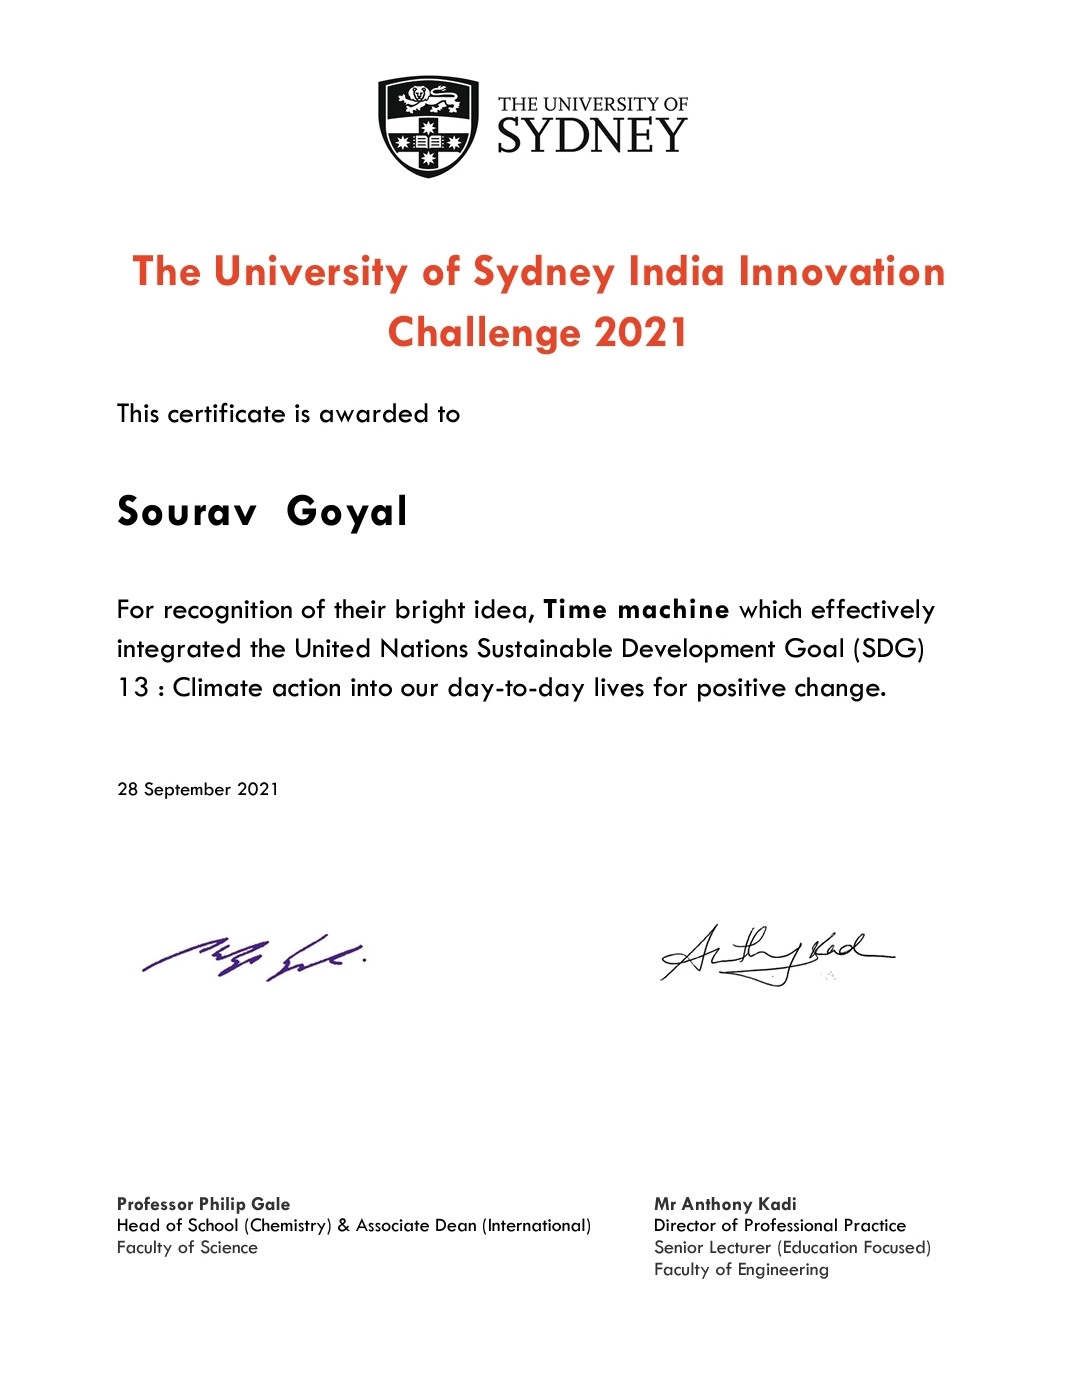 THE UNIVERSITY OF
SYDNEY
The University of Sydney India Innovation
Challenge 2021
This certificate is awarded to
Sourav Goyal
For recognition of their bright idea, Time machine which effectively
integrated the United Nations Sustainable Development Goal (SDG)
13 : Climate action into our day-to-day lives for positive change.
28 September 2021
Anthony Kadi
Professor Philip Gale
Head of School (Chemistry) & Associate Dean (International)
Faculty of Science
Mr Anthony Kadi
Director of Professional Practice
Senior Lecturer (Education Focused)
Faculty of Engineering